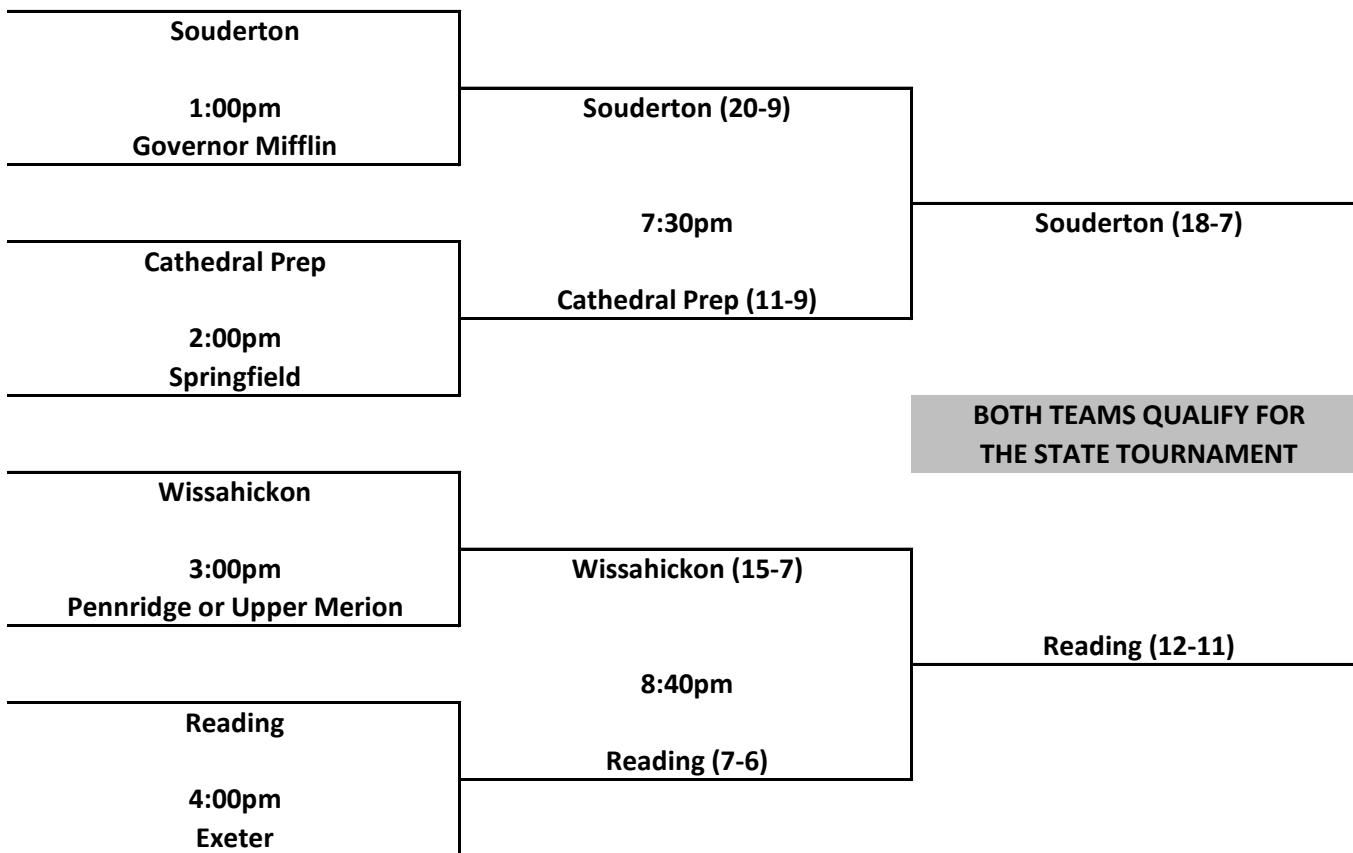 Souderton
1:00pm
Governor Mifflin
Souderton (20-9)
7:30pm
Souderton (18-7)
Cathedral Prep
Cathedral Prep (11-9)
2:00pm
Springfield
BOTH TEAMS QUALIFY FOR
THE STATE TOURNAMENT
Wissahickon
3:00pm
Pennridge or Upper Merion
Wissahickon (15-7)
8:40pm
Reading (12-11)
Reading
Reading (7-6)
4:00pm
Exeter